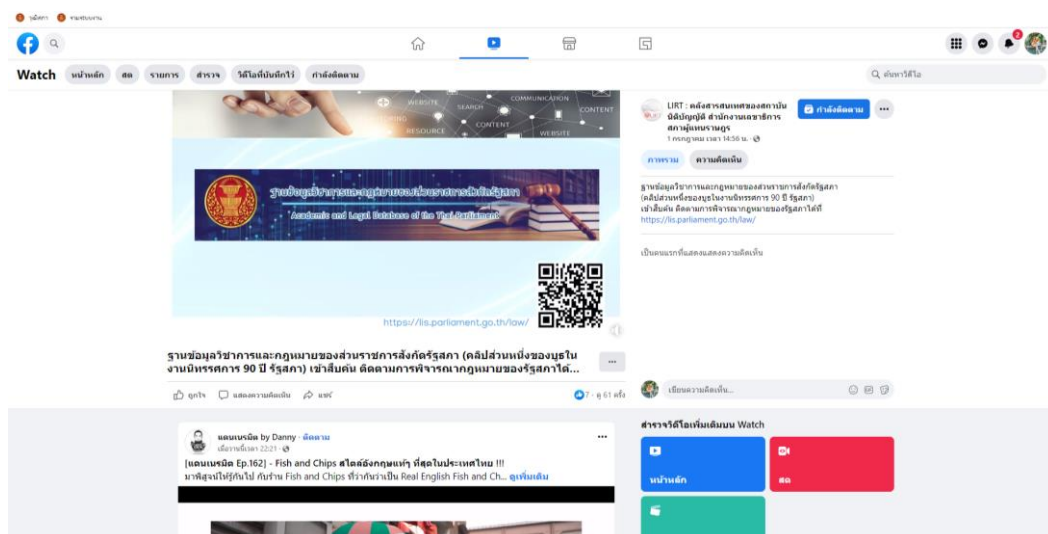 วุฒิสภา
Watch
หน้าหลัก
สด
รายการ
สำรวจ
วิดีโอที่บันทึกไว้
กำลังติดตาม
ค้นหาวิดีโอ
2
WEBSITE
SEARCH
COMMUNICATION
CONTENT
RESOURCE
CONTENT
WEBSITE
ฐานข้อมูลวิชาการและกฎหมายของส่วนราชการสังกัดรัฐสภา
Academic and Legal Database of the Thai Parliament
https://lis.parliament.go.th/law/
ฐานข้อมูลวิชาการและกฎหมายของส่วนราชการสังกัดรัฐสภา (คลิปส่วนหนึ่งของบูธใน
งานนิทรรศการ 90 ปี รัฐสภา) เข้าสืบค้น ติดตามการพิจารณากฎหมายของรัฐสภาได้...
ถูกใจ
แสดงความคิดเห็น
แชร์
7 · ดู 61 ครั้ง
LIRT : คลังสารสนเทศของสถาบัน
นิติบัญญัติ สำนักงานเลขาธิการ
สภาผู้แทนราษฎร
1 กรกฎาคม เวลา 14:56 น. ·
กำลังติดตาม
ภาพรวม
ความคิดเห็น
ฐานข้อมูลวิชาการและกฎหมายของส่วนราชการสังกัดรัฐสภา
(คลิปส่วนหนึ่งของบูธในงานนิทรรศการ 90 ปี รัฐสภา)
เข้าสืบค้น ติดตามการพิจารณากฎหมายของรัฐสภาได้ที่
https://lis.parliament.go.th/law/
เป็นคนแรกที่แสดงแสดงความคิดเห็น
เขียนความคิดเห็น...
แดนเนรมิต by Danny · ติดตาม
เมื่อวานนี้เวลา 22:21 ·
[แดนเนรมิต Ep.162] - Fish and Chips สไตล์อังกฤษแท้ๆ ที่สุดในประเทศไทย !!!
มาพิสูจน์ให้รู้กันไป กับร้าน Fish and Chips ที่ว่ากันว่าเป็น Real English Fish and Ch... ดูเพิ่มเติม
สำรวจวิดีโอเพิ่มเติมบน Watch
หน้าหลัก
สด